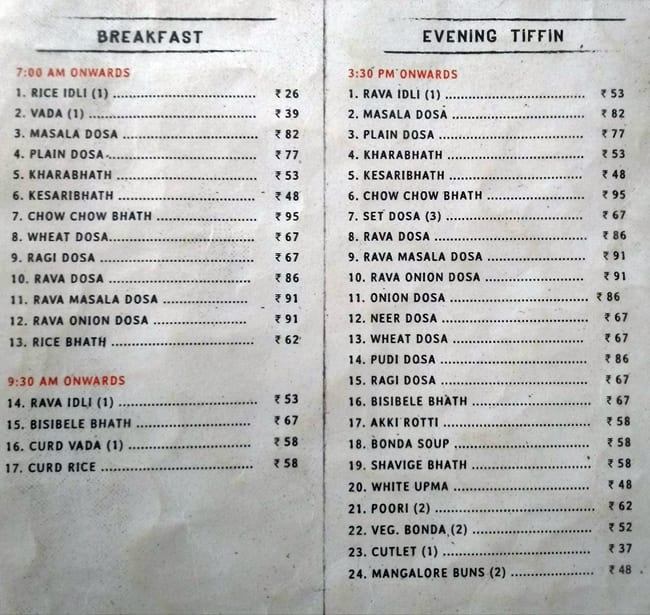 BREAKFAST
7:00 AM ONWARDS
1. RICE IDLI (1) ₹ 26
2. VADA (1) ₹ 39
3. MASALA DOSA ₹ 82
4. PLAIN DOSA ₹ 77
5. KHARABHATH ₹ 53
6. KESARIBHATH ₹ 48
7. CHOW CHOW BHATH ₹ 95
8. WHEAT DOSA ₹ 67
9. RAGI DOSA ₹ 67
10. RAVA DOSA ₹ 86
11. RAVA MASALA DOSA ₹ 91
12. RAVA ONION DOSA ₹ 91
13. RICE BHATH ₹ 62
9:30 AM ONWARDS
14. RAVA IDLI (1) ₹ 53
15. BISIBELE BHATH ₹ 67
16. CURD VADA (1) ₹ 58
17. CURD RICE ₹ 58
EVENING TIFFIN
3:30 PM ONWARDS
1. RAVA IDLI (1) ₹ 53
2. MASALA DOSA ₹ 82
3. PLAIN DOSA ₹ 77
4. KHARABHATH ₹ 53
5. KESARIBHATH ₹ 48
6. CHOW CHOW BHATH ₹ 95
7. SET DOSA (3) ₹ 67
8. RAVA DOSA ₹ 86
9. RAVA MASALA DOSA ₹ 91
10. RAVA ONION DOSA ₹ 91
11. ONION DOSA ₹ 86
12. NEER DOSA ₹ 67
13. WHEAT DOSA ₹ 67
14. PUDI DOSA ₹ 86
15. RAGI DOSA ₹ 67
16. BISIBELE BHATH ₹ 67
17. AKKI ROTTI ₹ 58
18. BONDA SOUP ₹ 58
19. SHAVIGE BHATH ₹ 58
20. WHITE UPMA ₹ 48
21. POORI (2) ₹ 62
22. VEG. BONDA (2) ₹ 52
23. CUTLET (1) ₹ 37
24. MANGALORE BUNS (2) ₹ 48